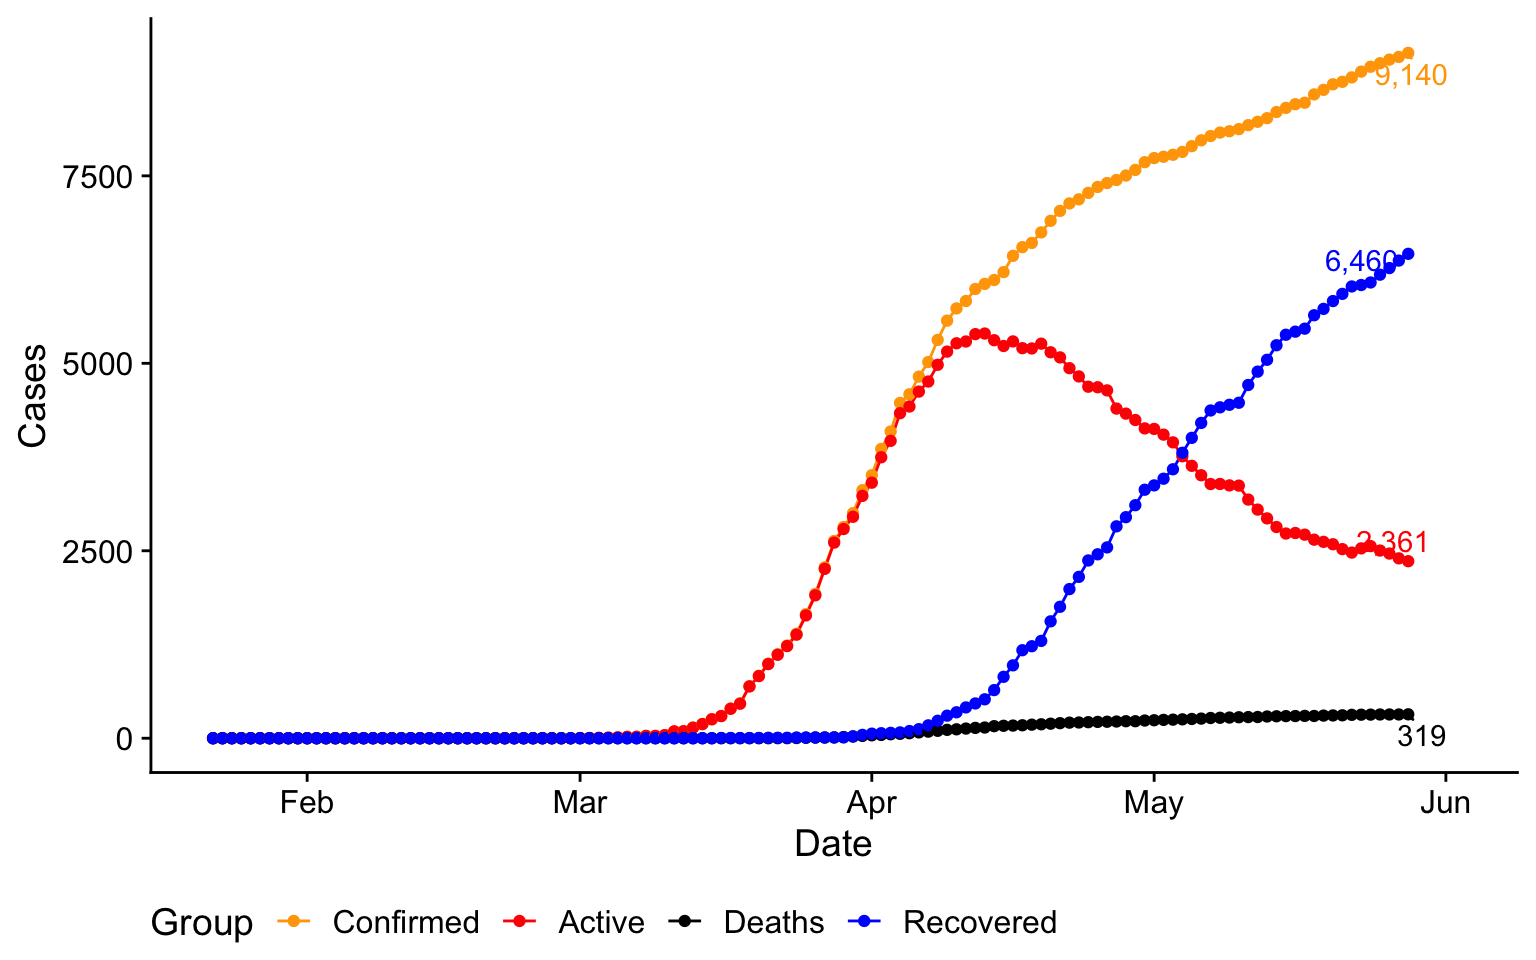 9,140
7500
6,460
5000
Cases
2,361
2500
0
319
Feb Mar Apr May Jun
Date
Group Confirmed Active Deaths Recovered